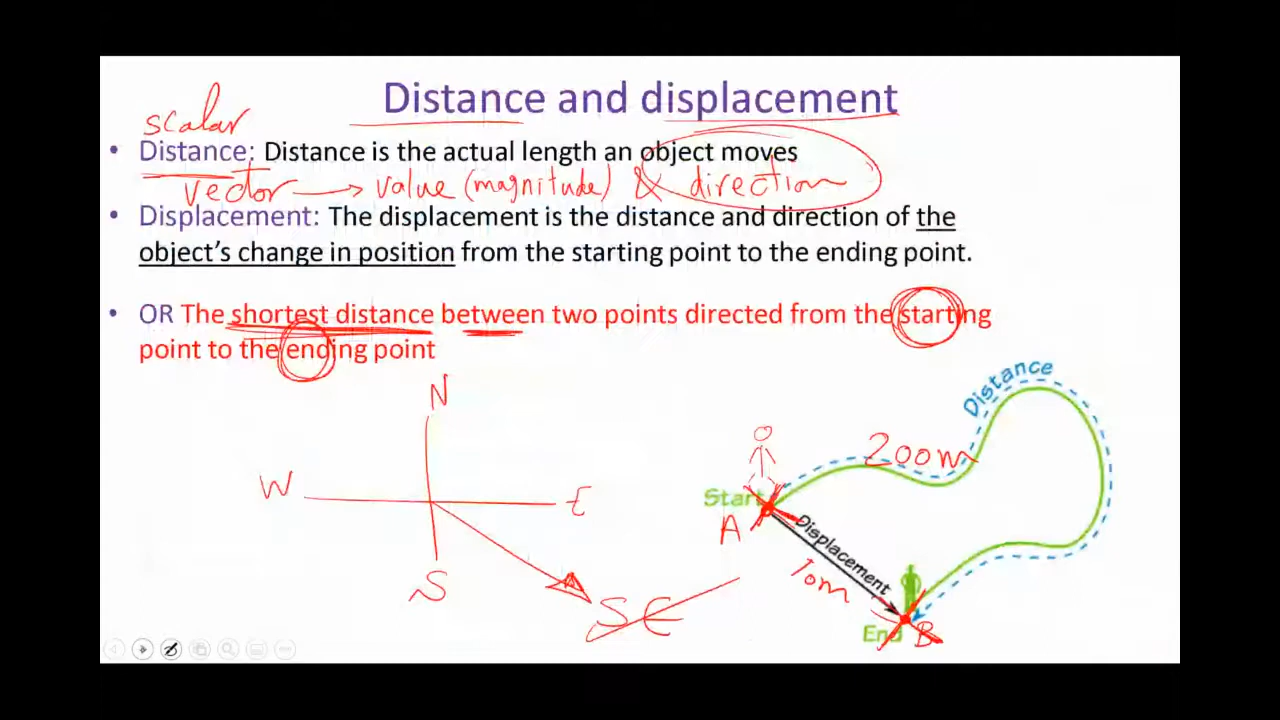 Distance and displacement
scalar
• Distance: Distance is the actual length an object moves
vector → value (magnitude) & direction
• Displacement: The displacement is the distance and direction of the
object's change in position from the starting point to the ending point.
• OR The shortest distance between two points directed from the starting
point to the ending point
N
W
E
S
SE
Distance
200m
Start
A
Displacement
10m
End
B